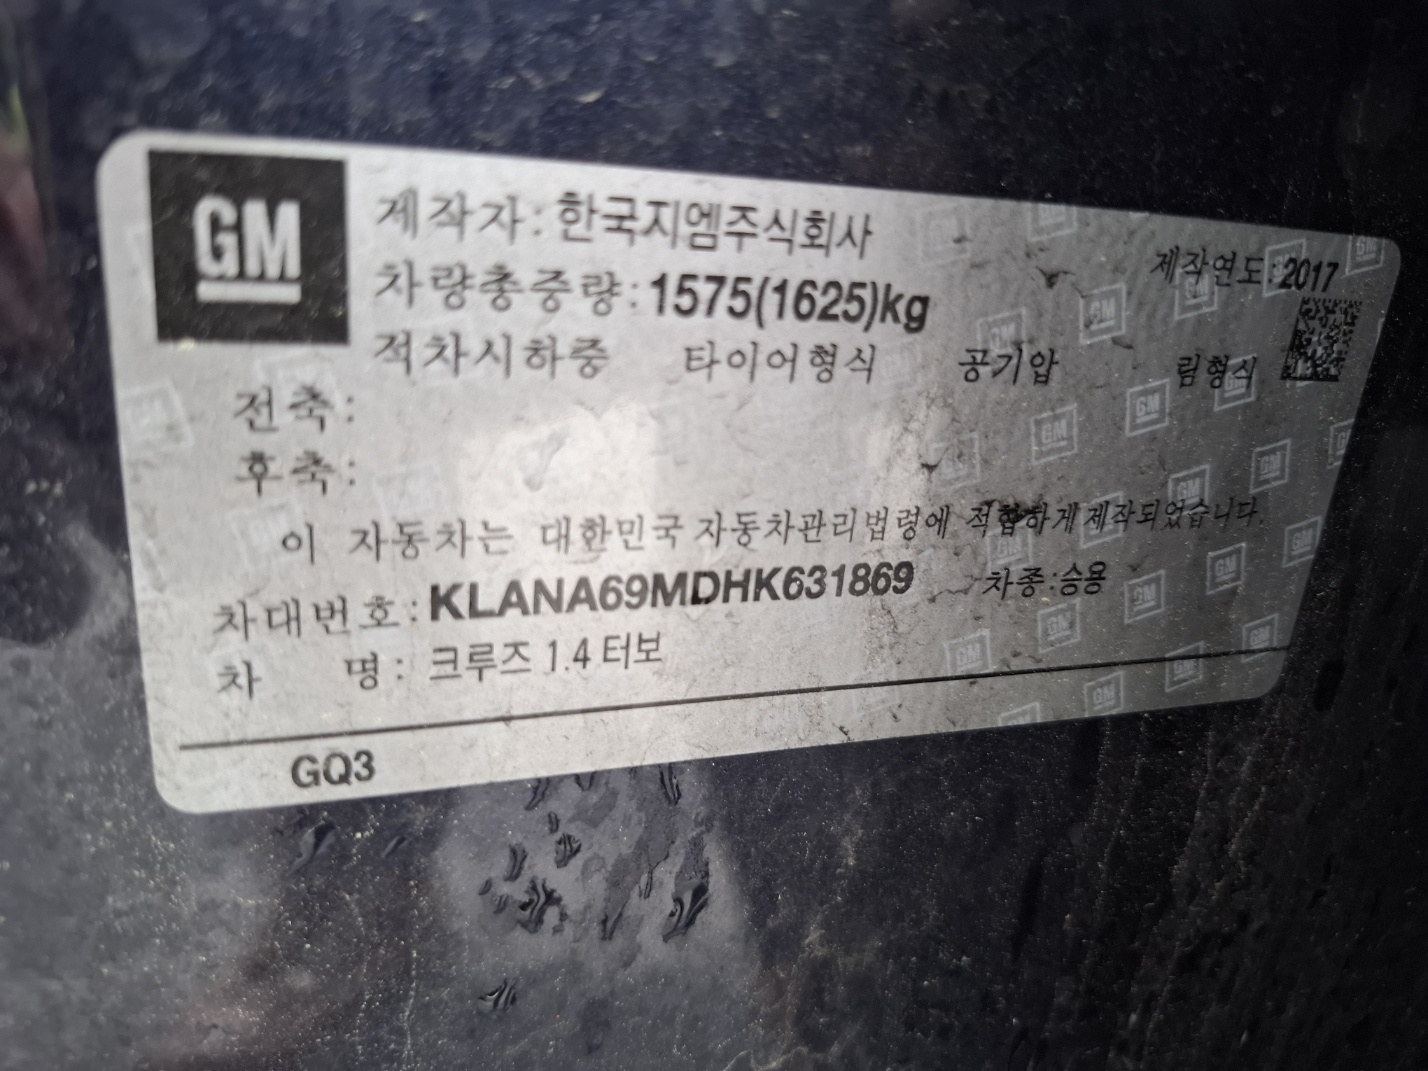 GM
제작자: 한국지엠주식회사
제작연도: 2017
차량총중량: 1575(1625)kg
적차시하중 타이어형식 공기압 림형식
전축:
후축:
이 자동차는 대한민국 자동차관리법령에 적합하게 제작되었습니다.
차대번호: KLANA69MDHK631869 차종:승용
차 명: 크루즈 1.4 터보
GQ3